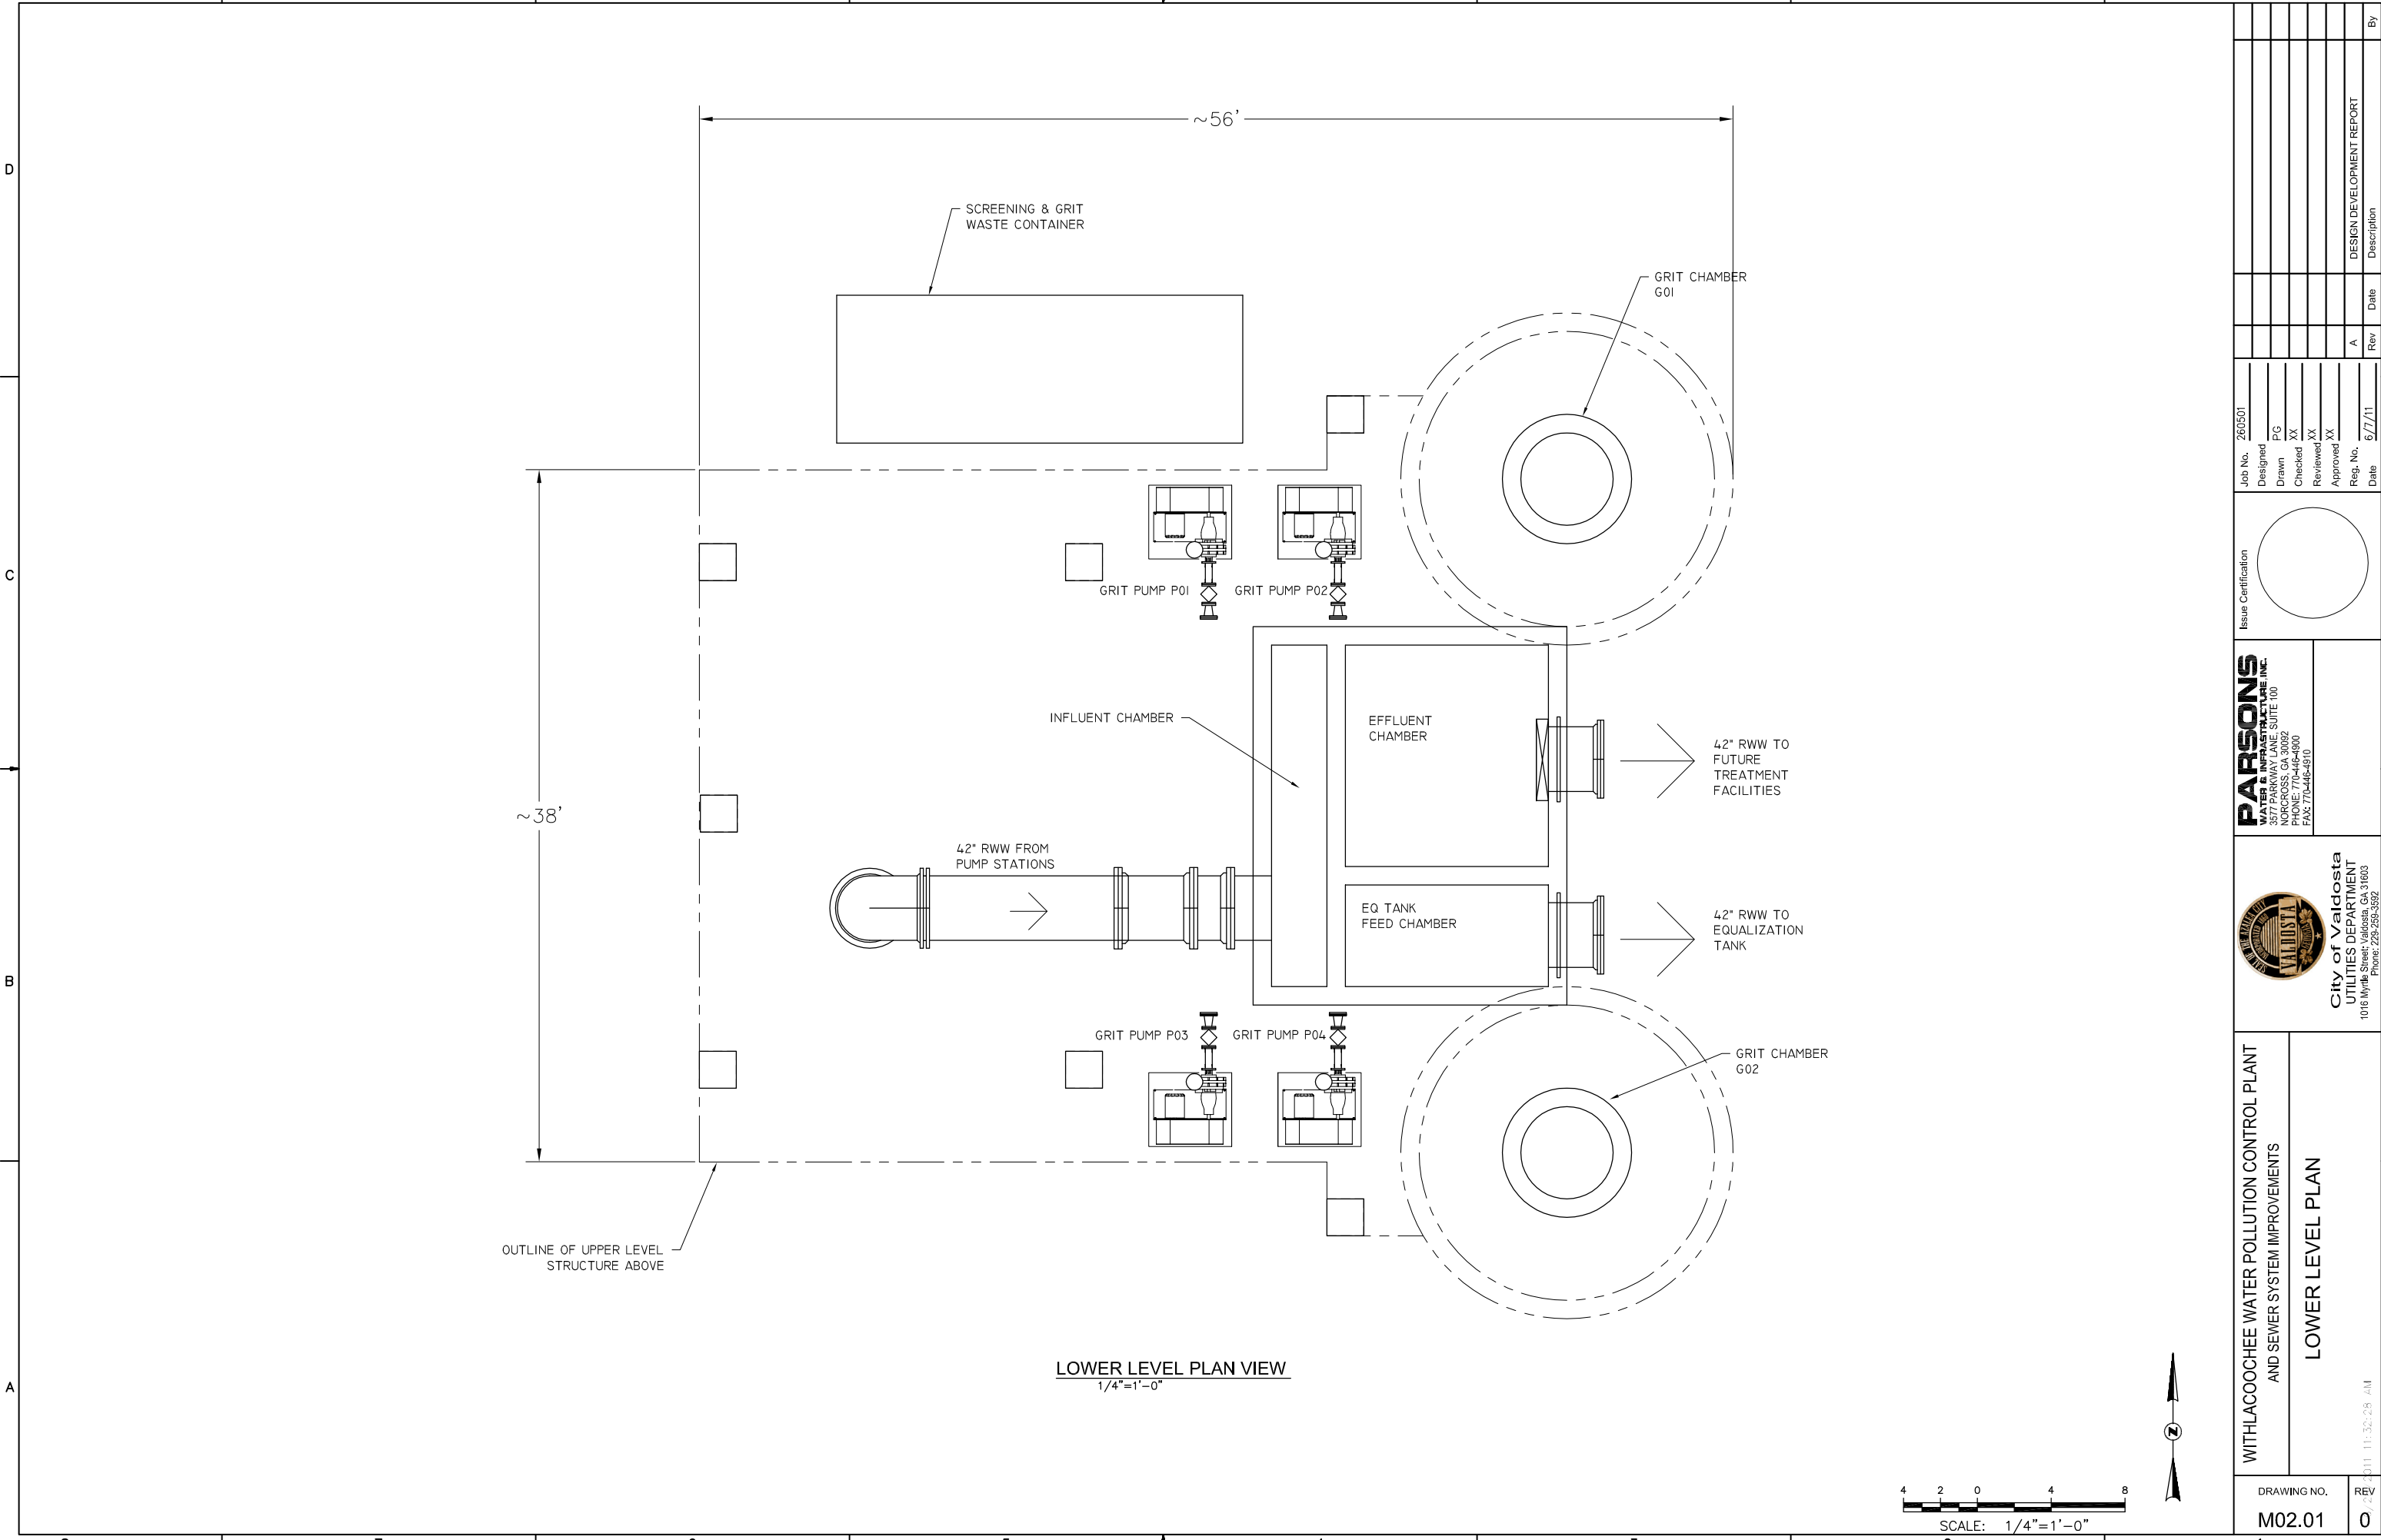 ~56'
SCREENING & GRIT
WASTE CONTAINER
GRIT CHAMBER
G01
GRIT PUMP P01
GRIT PUMP P02
INFLUENT CHAMBER
EFFLUENT
CHAMBER
42" RWW TO
FUTURE
TREATMENT
FACILITIES
~38'
42" RWW FROM
PUMP STATIONS
EQ TANK
FEED CHAMBER
42" RWW TO
EQUALIZATION
TANK
GRIT PUMP P03
GRIT PUMP P04
GRIT CHAMBER
G02
OUTLINE OF UPPER LEVEL
STRUCTURE ABOVE
LOWER LEVEL PLAN VIEW
1/4"=1'-0"
4 2 0 4 8
SCALE: 1/4"=1'-0"
Z
D
C
B
A
A DESIGN DEVELOPMENT REPORT
Rev Date Description By
Job No. 2605501
Designed
Drawn PG
Checked XX
Reviewed XX
Approved XX
Reg. No.
Date 6/7/11
Issue Certification
PARSONS
WATER & INFRASTRUCTURE INC.
3577 PARKWAY LANE, SUITE 100
NORCROSS, GA 30092
PHONE: 770-446-4900
FAX: 770-446-4910
VALDOSTA
City of Valdosta
UTILITIES DEPARTMENT
1016 Myrtle Street; Valdosta, GA 31603
Phone: 229-259-3592
WITHLACOOCHEE WATER POLLUTION CONTROL PLANT
AND SEWER SYSTEM IMPROVEMENTS
LOWER LEVEL PLAN
11:32:28 AM
DRAWING NO.
M02.01
REV
0